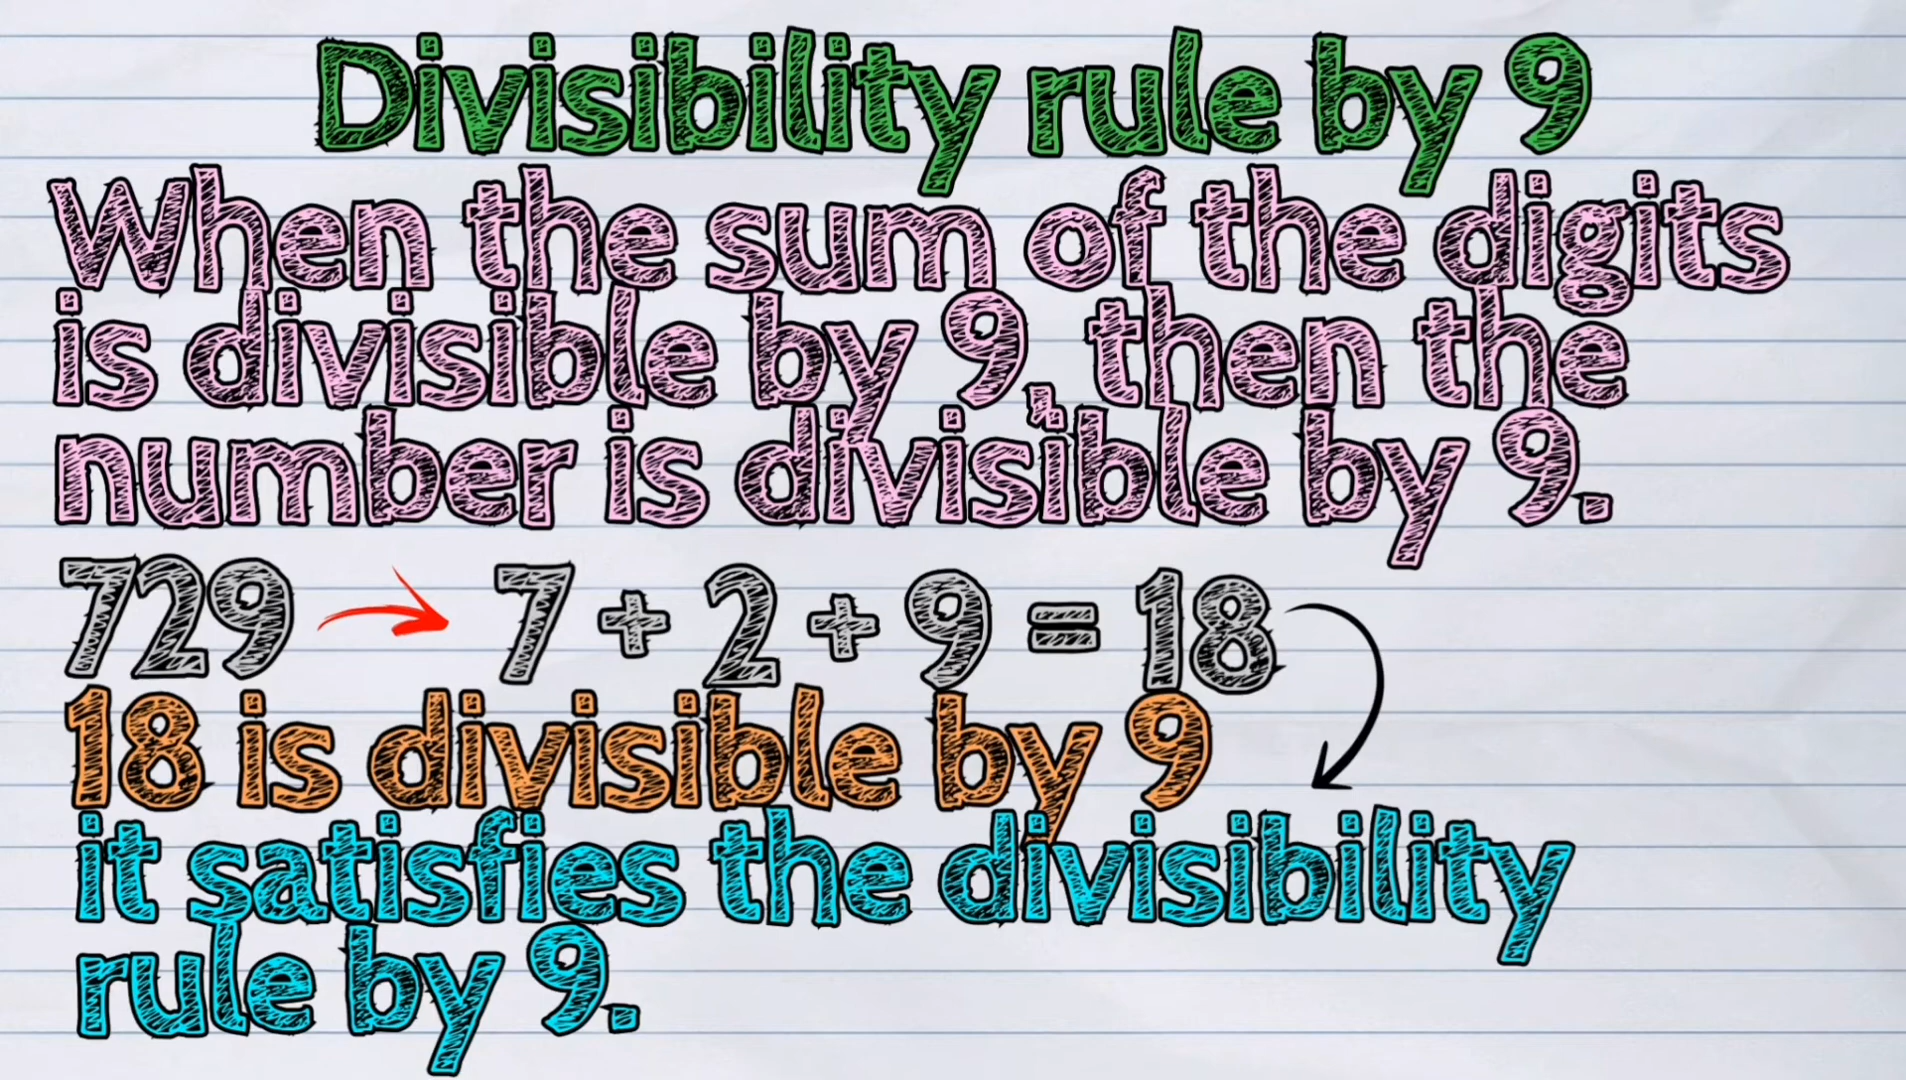 Divisibility rule by 9
When the sum of the digits
is divisible by 9, then the
number is divisible by 9.
729 → 7 + 2 + 9 = 18
18 is divisible by 9
it satisfies the divisibility
rule by 9.